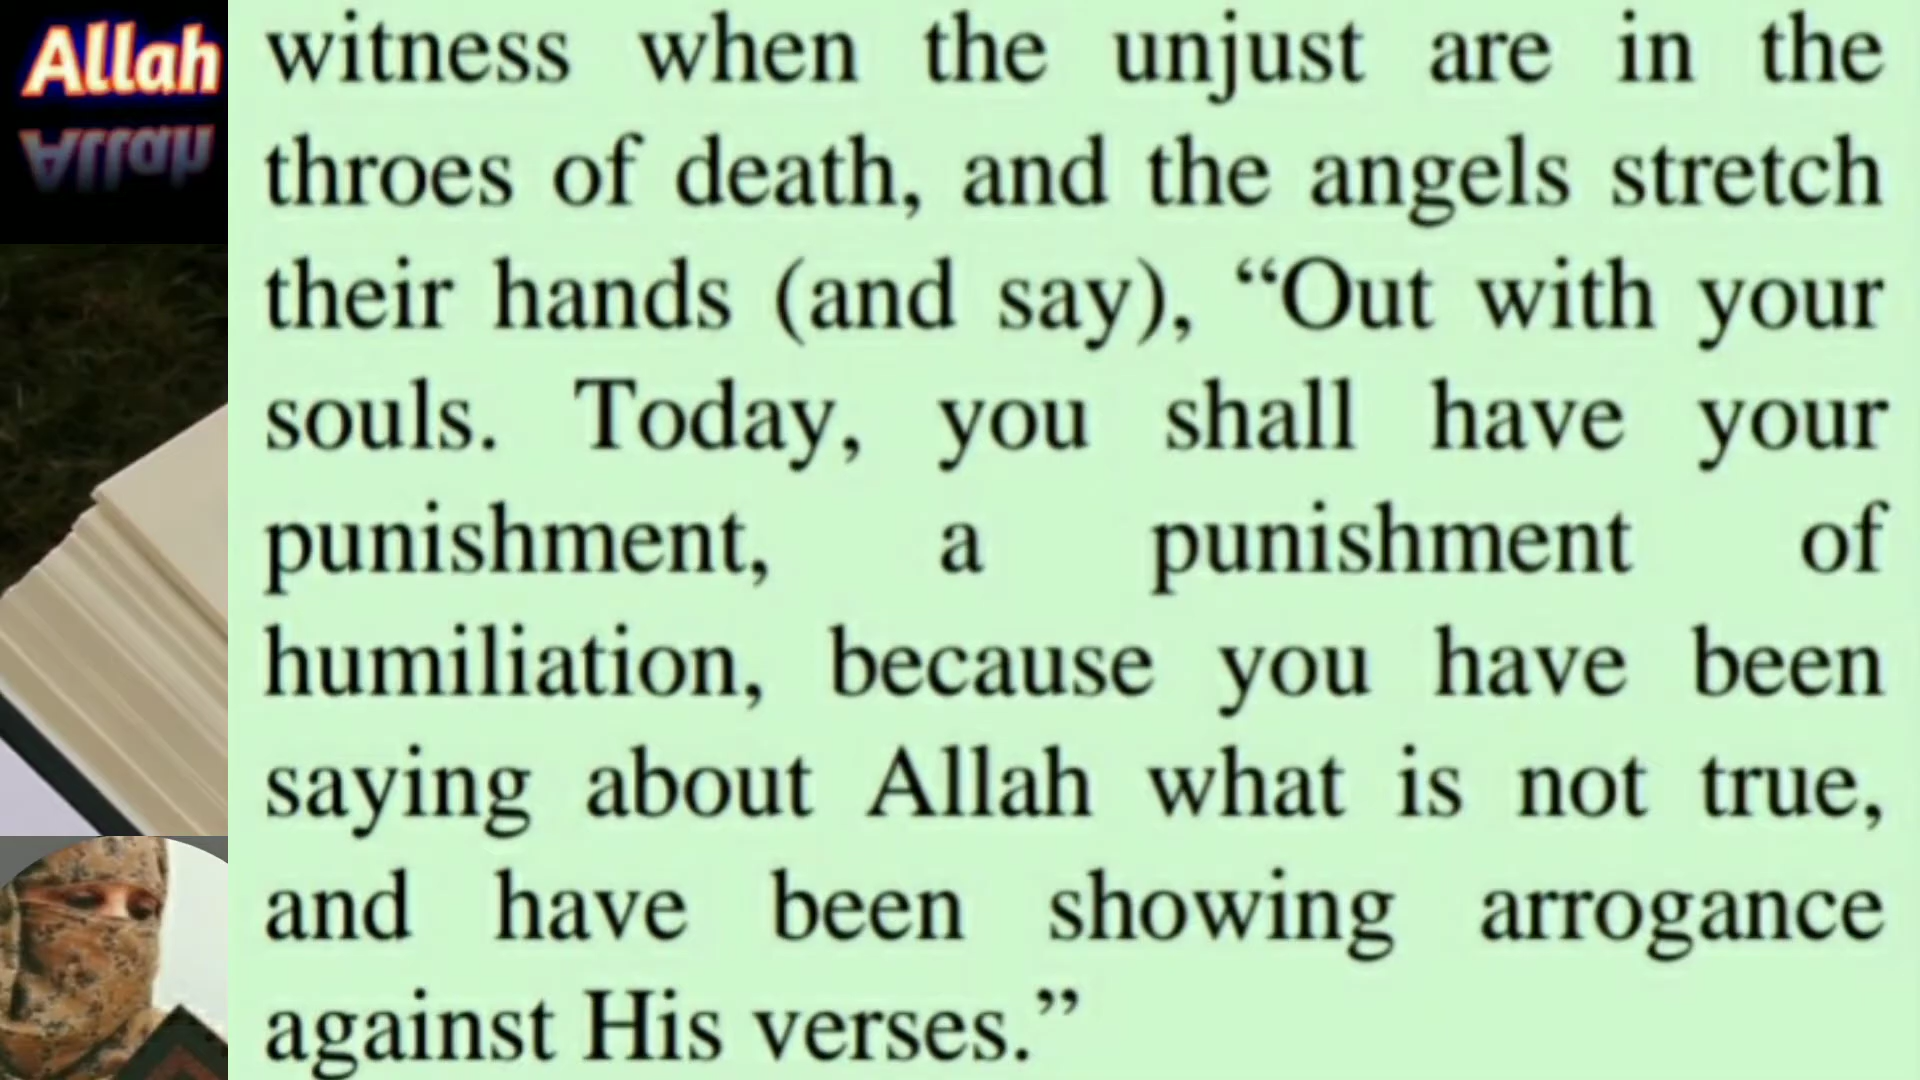 Allah
witness when the unjust are in the
throes of death, and the angels stretch
their hands (and say), “Out with your
souls. Today, you shall have your
punishment, a punishment of
humiliation, because you have been
saying about Allah what is not true,
and have been showing arrogance
against His verses.”